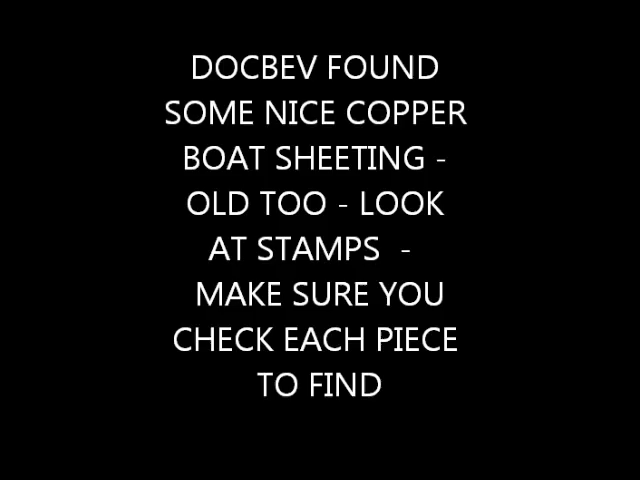 DOCBEV FOUND
SOME NICE COPPER
BOAT SHEETING -
OLD TOO - LOOK
AT STAMPS  -
MAKE SURE YOU
CHECK EACH PIECE
TO FIND